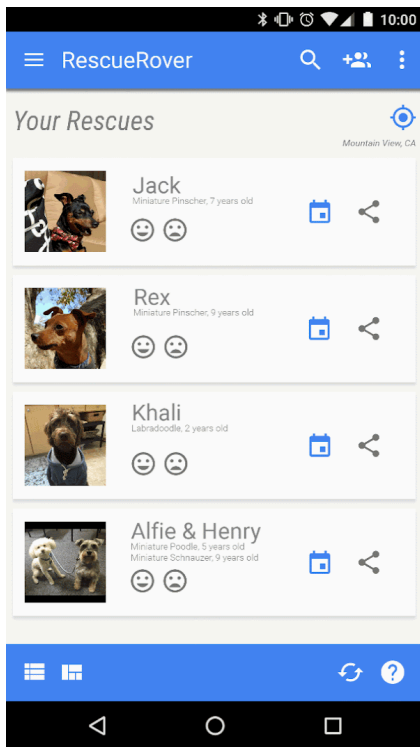 10:00
RescueRover
Your Rescues
Mountain View, CA
Jack
Miniature Pinscher, 7 years old
Rex
Miniature Pinscher, 9 years old
Khali
Labradoodle, 2 years old
Alfie & Henry
Miniature Poodle, 5 years old
Miniature Schnauzer, 9 years old